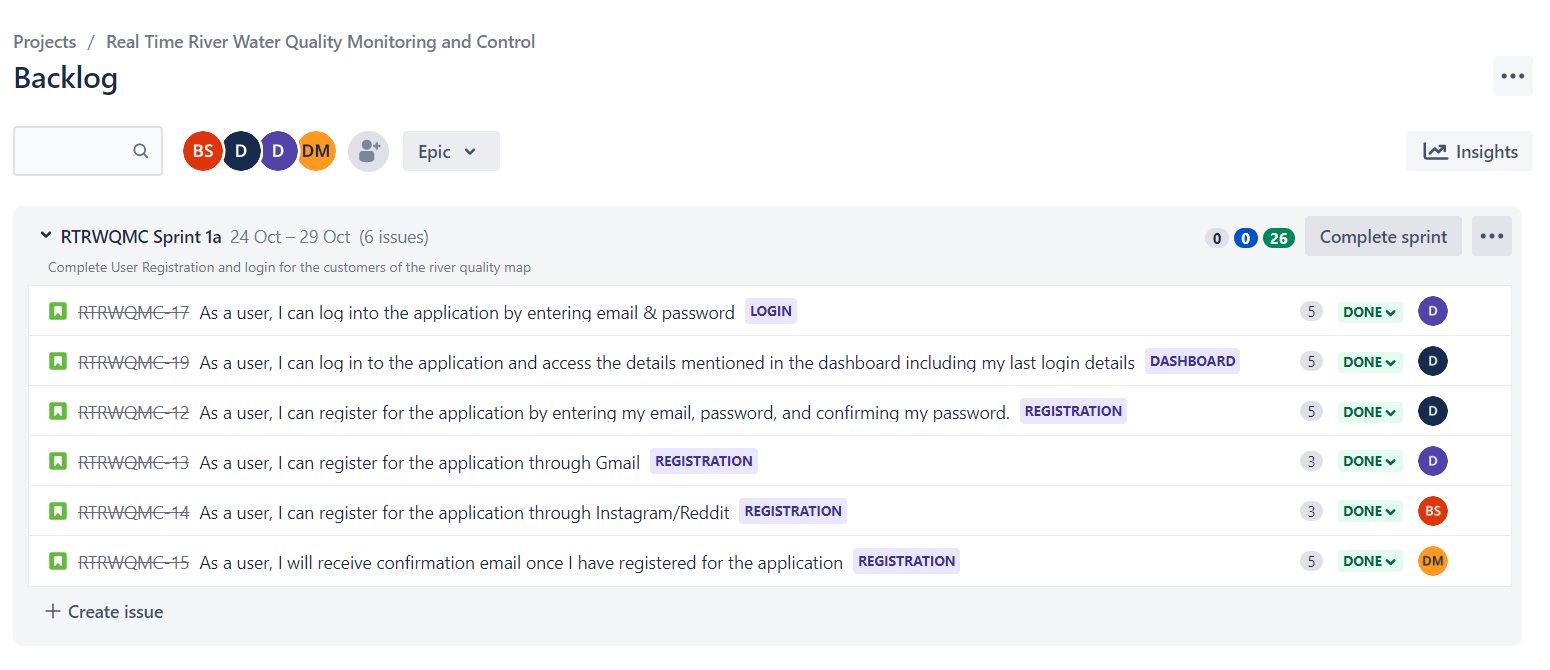 Projects / Real Time River Water Quality Monitoring and Control
Backlog
BS D D DM Epic Insights
RTRWQMC Sprint 1a 24 Oct – 29 Oct (6 issues) 0 0 26 Complete sprint
Complete User Registration and login for the customers of the river quality map
RTRWQMC-17 As a user, I can log into the application by entering email & password LOGIN 5 DONE D
RTRWQMC-19 As a user, I can log in to the application and access the details mentioned in the dashboard including my last login details DASHBOARD 5 DONE D
RTRWQMC-12 As a user, I can register for the application by entering my email, password, and confirming my password. REGISTRATION 5 DONE D
RTRWQMC-13 As a user, I can register for the application through Gmail REGISTRATION 3 DONE D
RTRWQMC-14 As a user, I can register for the application through Instagram/Reddit REGISTRATION 3 DONE BS
RTRWQMC-15 As a user, I will receive confirmation email once I have registered for the application REGISTRATION 5 DONE DM
+ Create issue